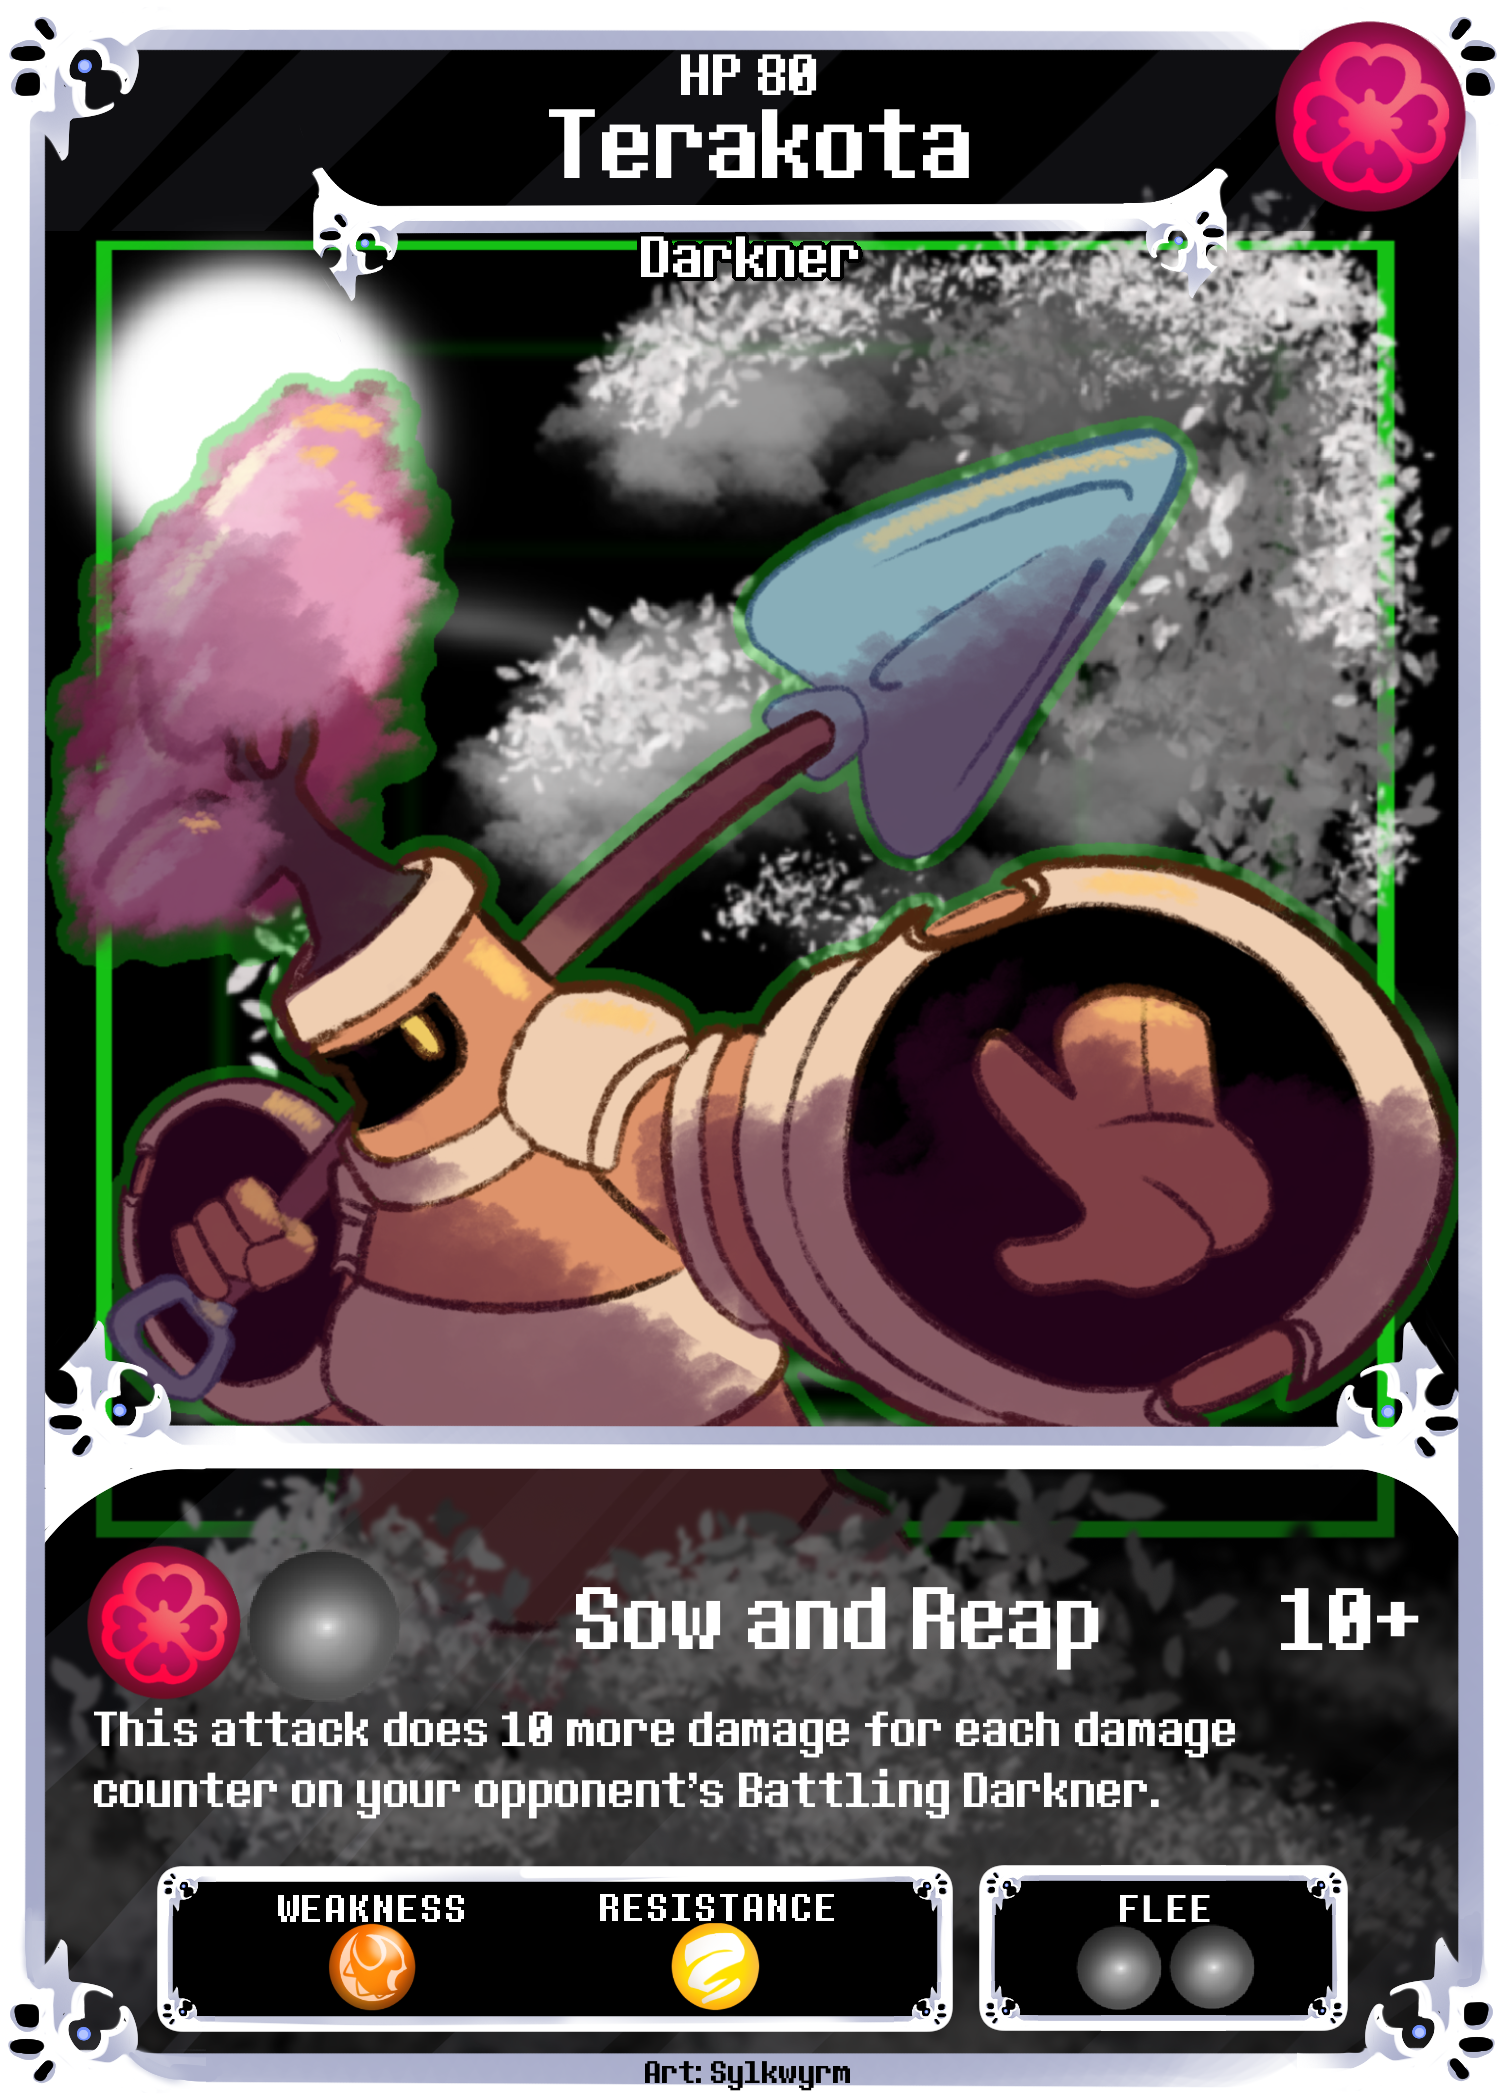 HP 80
Terakota
Darkner
Sow and Reap 10+
This attack does 10 more damage for each damage
counter on your opponent's Battling Darkner.
WEAKNESS RESISTANCE FLEE
Art: Sylkwyrm